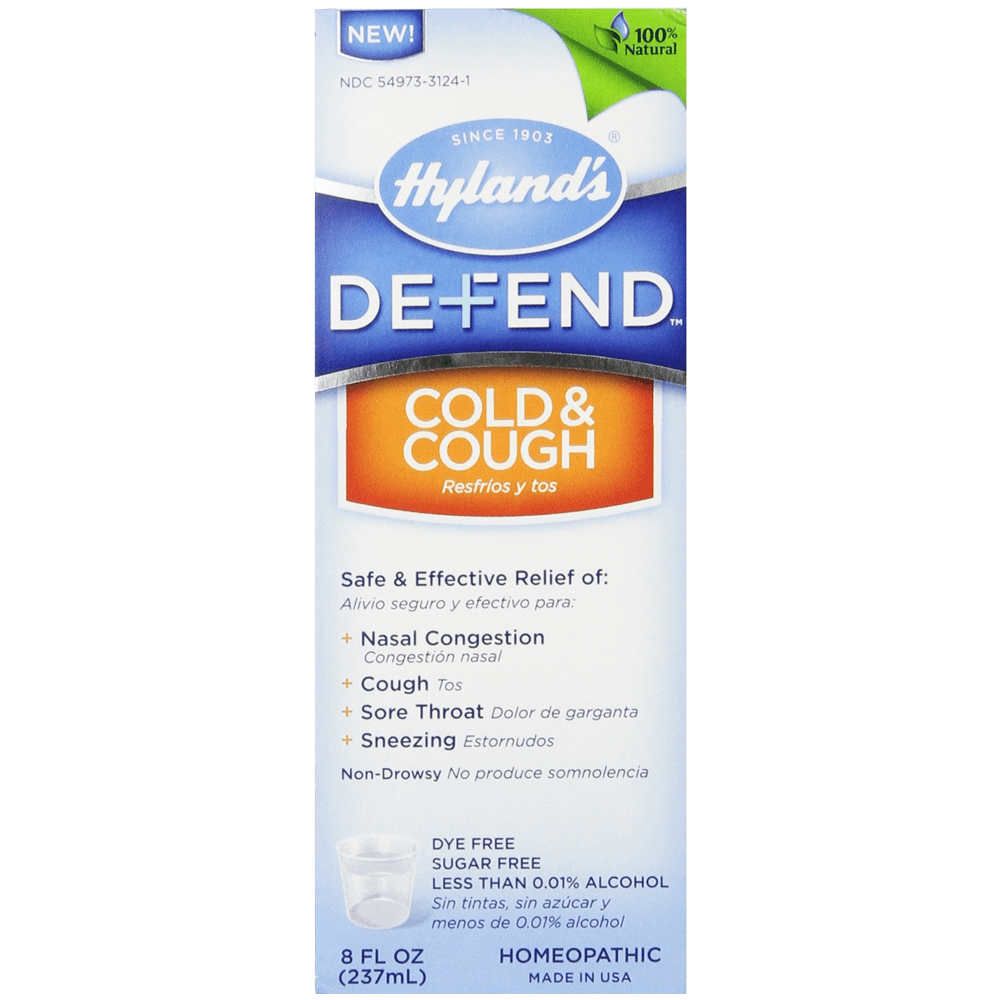 NEW!
100%
Natural
NDC 54973-3124-1
SINCE 1903
®
Hyland's
DEFEND™
COLD &
COUGH
Resfríos y tos
Safe & Effective Relief of:
Alivio seguro y efectivo para:
+ Nasal Congestion
Congestión nasal
+ Cough Tos
+ Sore Throat Dolor de garganta
+ Sneezing Estornudos
Non-Drowsy No produce somnolencia
DYE FREE
SUGAR FREE
LESS THAN 0.01% ALCOHOL
Sin tintas, sin azúcar y
menos de 0.01% alcohol
8 FL OZ
(237mL)
HOMEOPATHIC
MADE IN USA